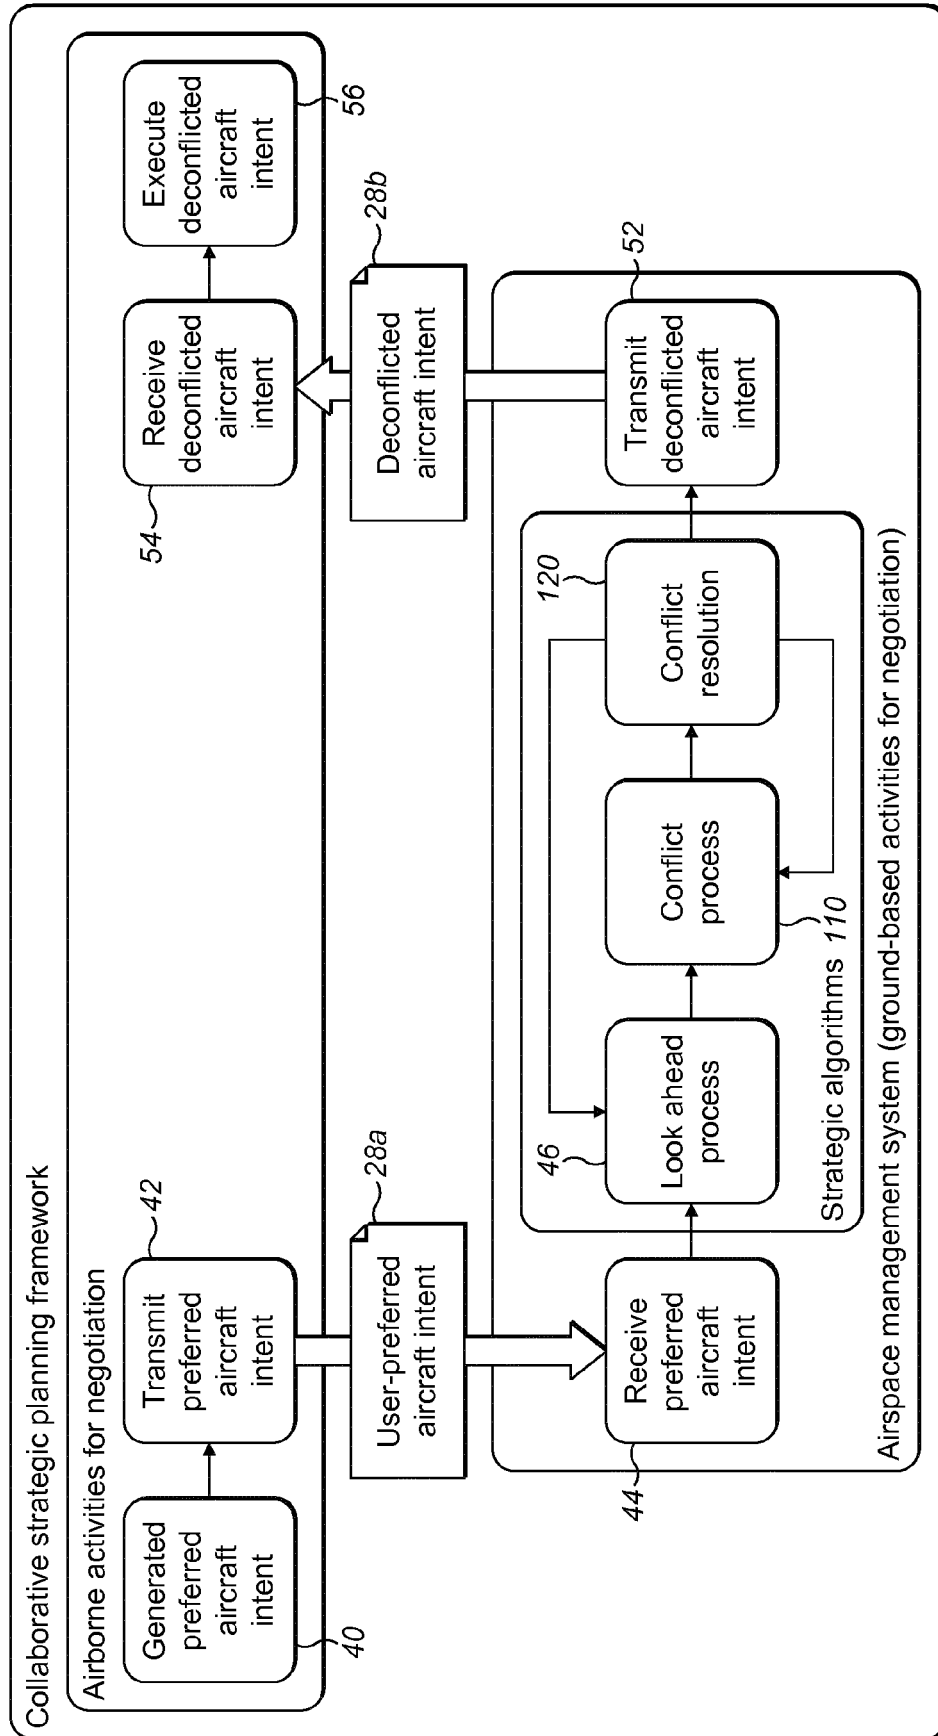 Collaborative strategic planning framework
Airborne activities for negotiation
Generated
preferred
aircraft
intent
40
Transmit
preferred
aircraft
intent
42
Receive
deconflicted
aircraft
intent
54
Execute
deconflicted
aircraft
intent
56
User-preferred
aircraft intent
28a
Deconflicted
aircraft intent
28b
Receive
preferred
aircraft
intent
44
Look ahead
process
46
Conflict
process
110
Conflict
resolution
120
Strategic algorithms
Transmit
deconflicted
aircraft
intent
52
Airspace management system (ground-based activities for negotiation)